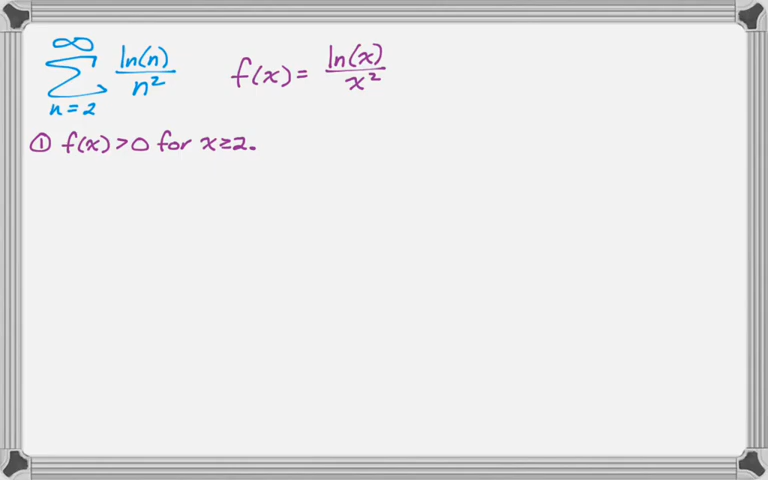 ∞
∑ ln(n)/n² f(x) = ln(x)/x²
n = 2
① f(x) > 0 for x ≥ 2.